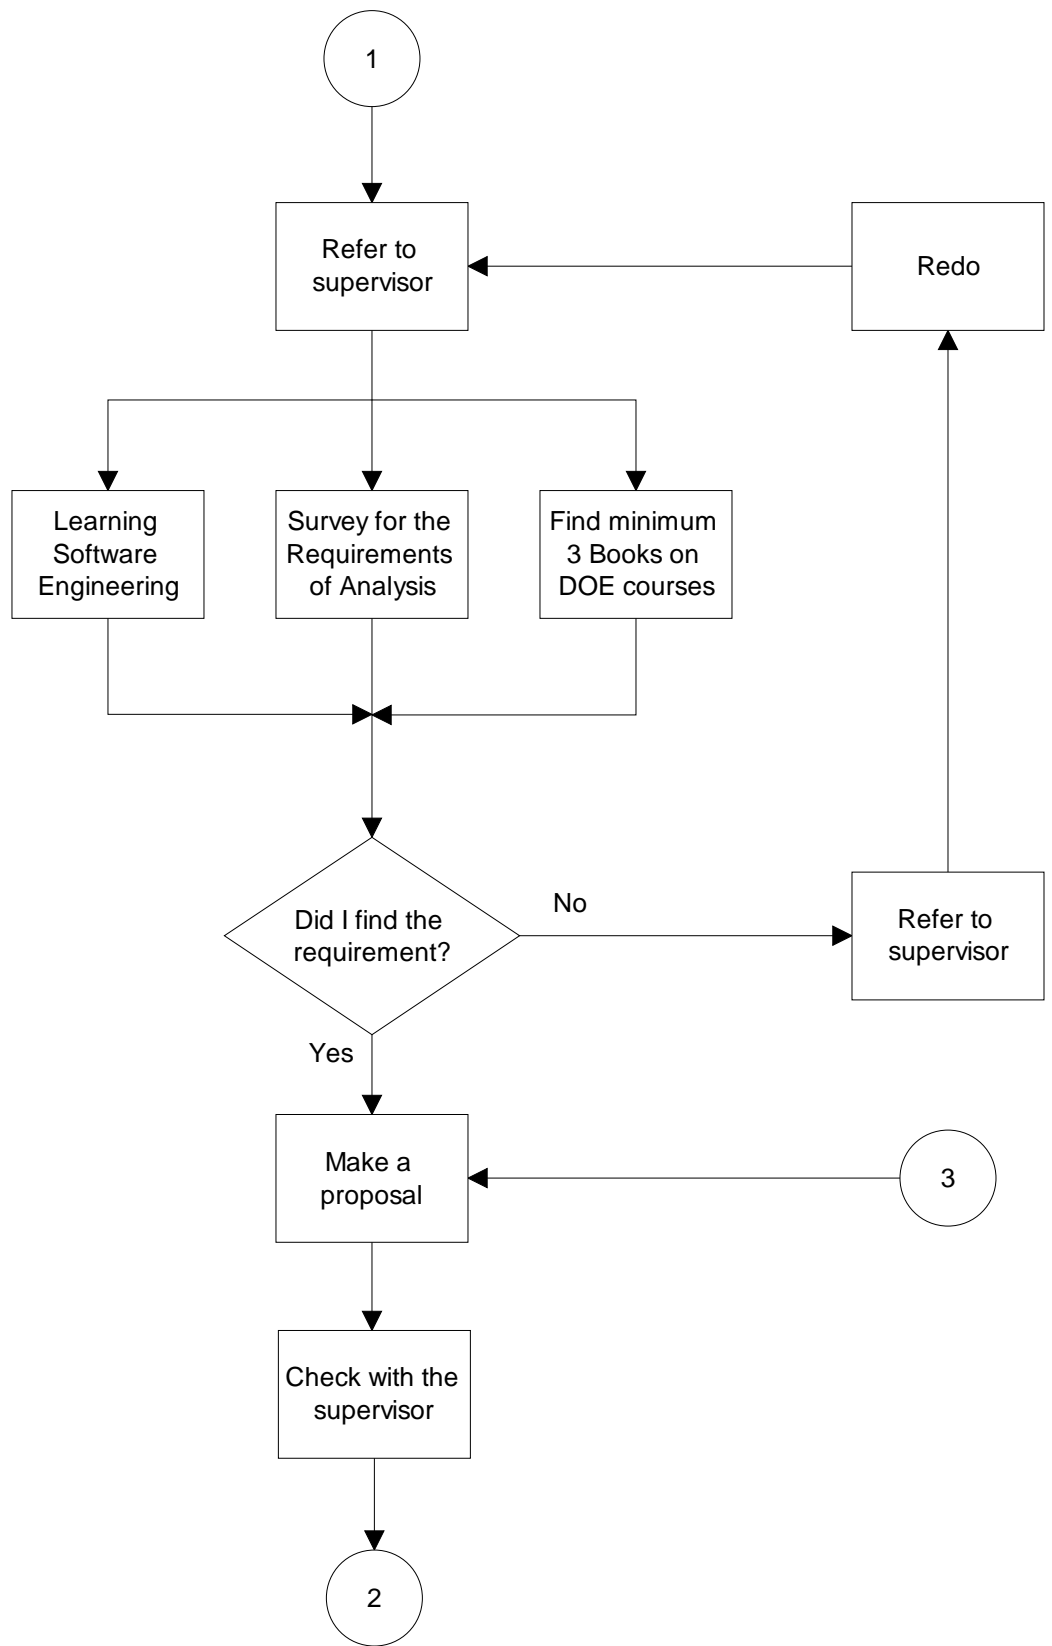 1
Refer to
supervisor
Redo
Learning
Software
Engineering
Survey for the
Requirements
of Analysis
Find minimum
3 Books on
DOE courses
Did I find the
requirement?
No
Refer to
supervisor
Yes
Make a
proposal
3
Check with the
supervisor
2